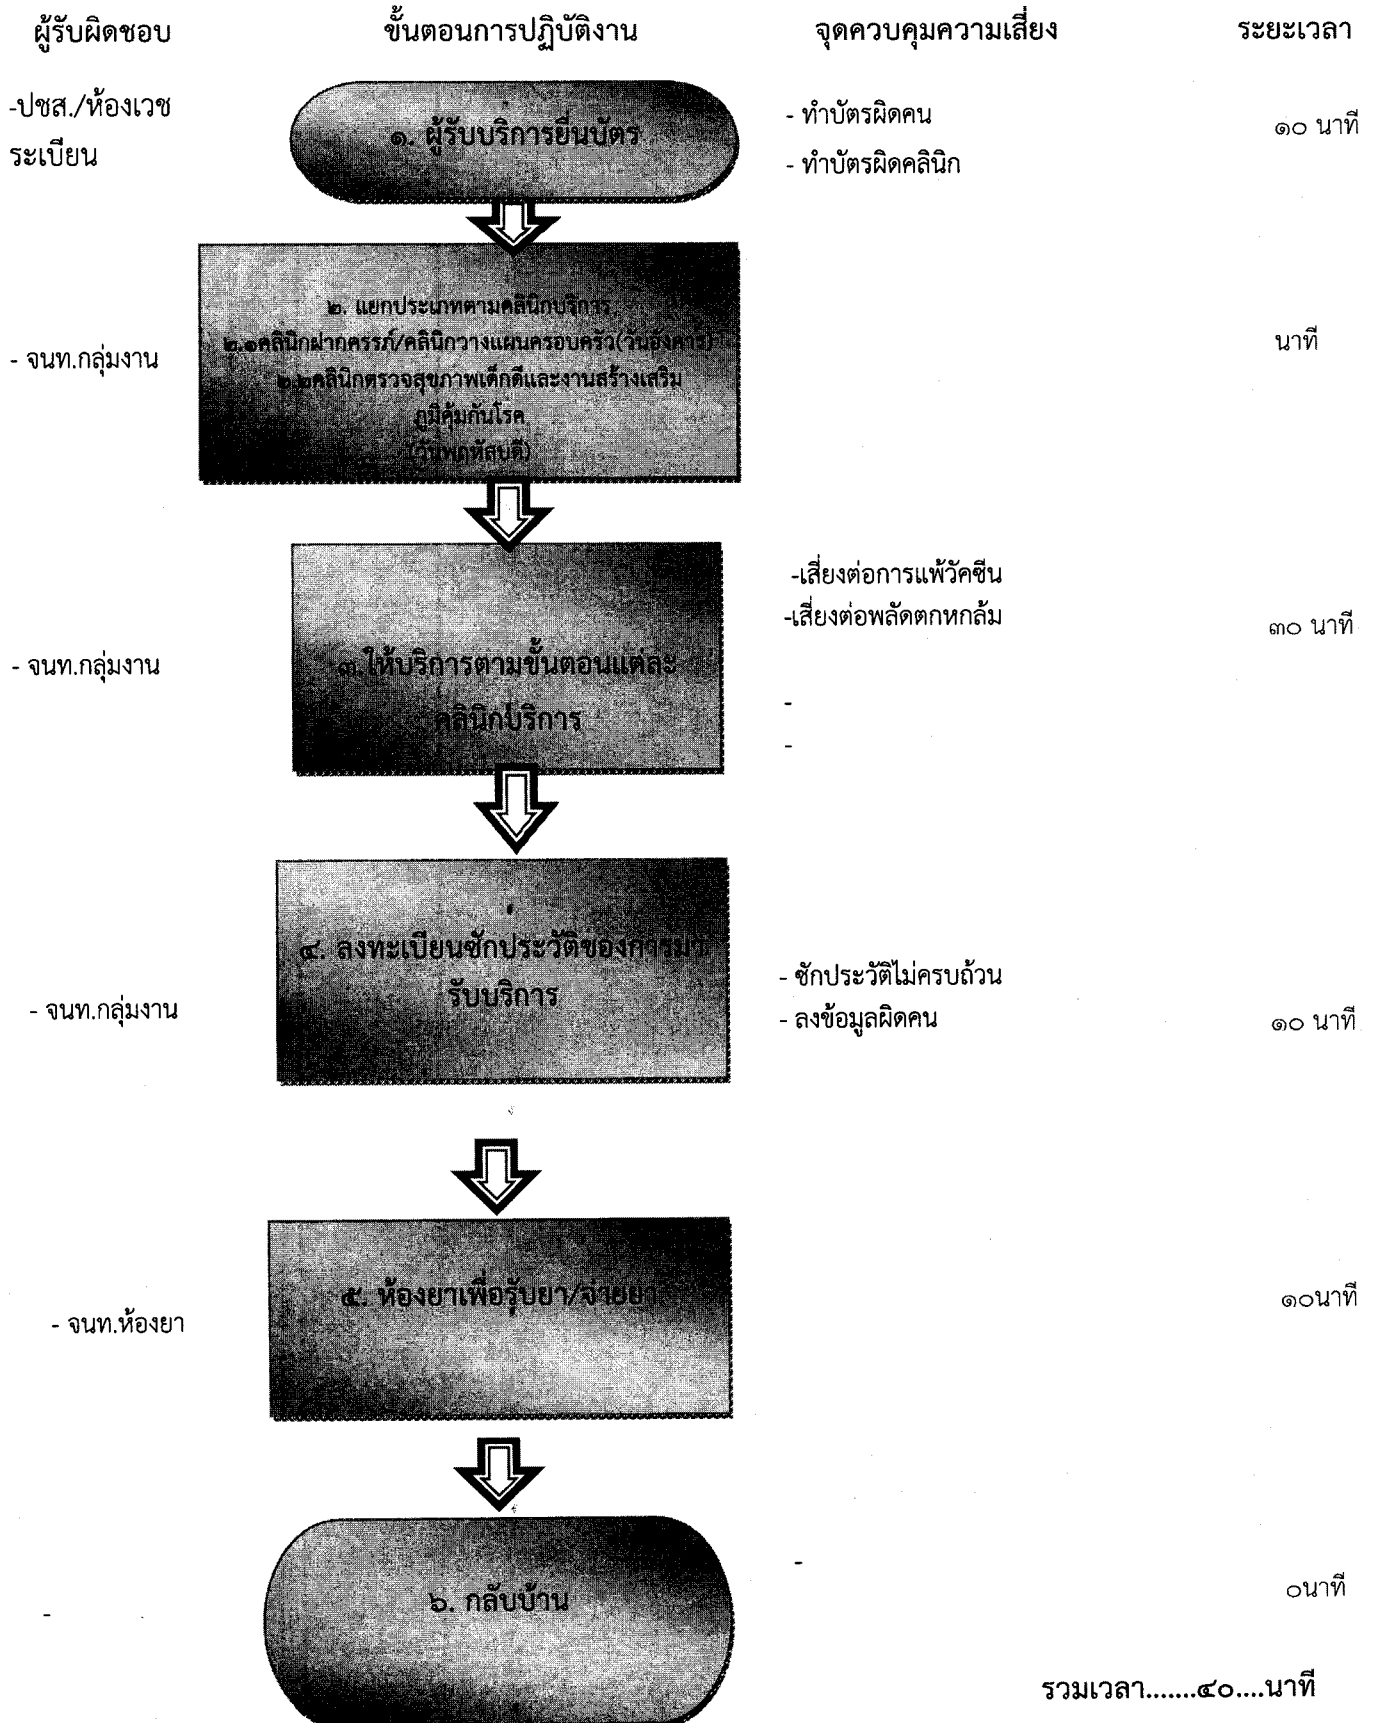 ผู้รับผิดชอบ ขั้นตอนการปฏิบัติงาน จุดควบคุมความเสี่ยง ระยะเวลา
-ปชส./ห้องเวช
ระเบียน
๑. ผู้รับบริการยื่นบัตร
- ทำบัตรผิดคน
- ทำบัตรผิดคลินิก
๑๐ นาที
- จนท.กลุ่มงาน
๒. แยกประเภทตามคลินิกบริการ
๒.๑คลินิกฝากครรภ์/คลินิกวางแผนครอบครัว(วันอังคาร)
๒.๒คลินิกตรวจสุขภาพเด็กดีและงานสร้างเสริม
ภูมิคุ้มกันโรค
(วันพฤหัสบดี)
นาที
- จนท.กลุ่มงาน
๓.ให้บริการตามขั้นตอนแต่ละ
คลินิกบริการ
-เสี่ยงต่อการแพ้วัคซีน
-เสี่ยงต่อพลัดตกหกล้ม
-
-
๓๐ นาที
- จนท.กลุ่มงาน
๔. ลงทะเบียนซักประวัติของการมา
รับบริการ
- ซักประวัติไม่ครบถ้วน
- ลงข้อมูลผิดคน
๑๐ นาที
- จนท.ห้องยา
๕. ห้องยาเพื่อรับยา/จ่ายยา
๑๐นาที
-
๖. กลับบ้าน
-
๐นาที
รวมเวลา.......๔๐....นาที